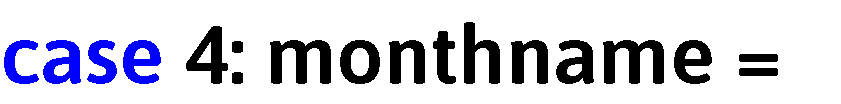 case 4: monthname =